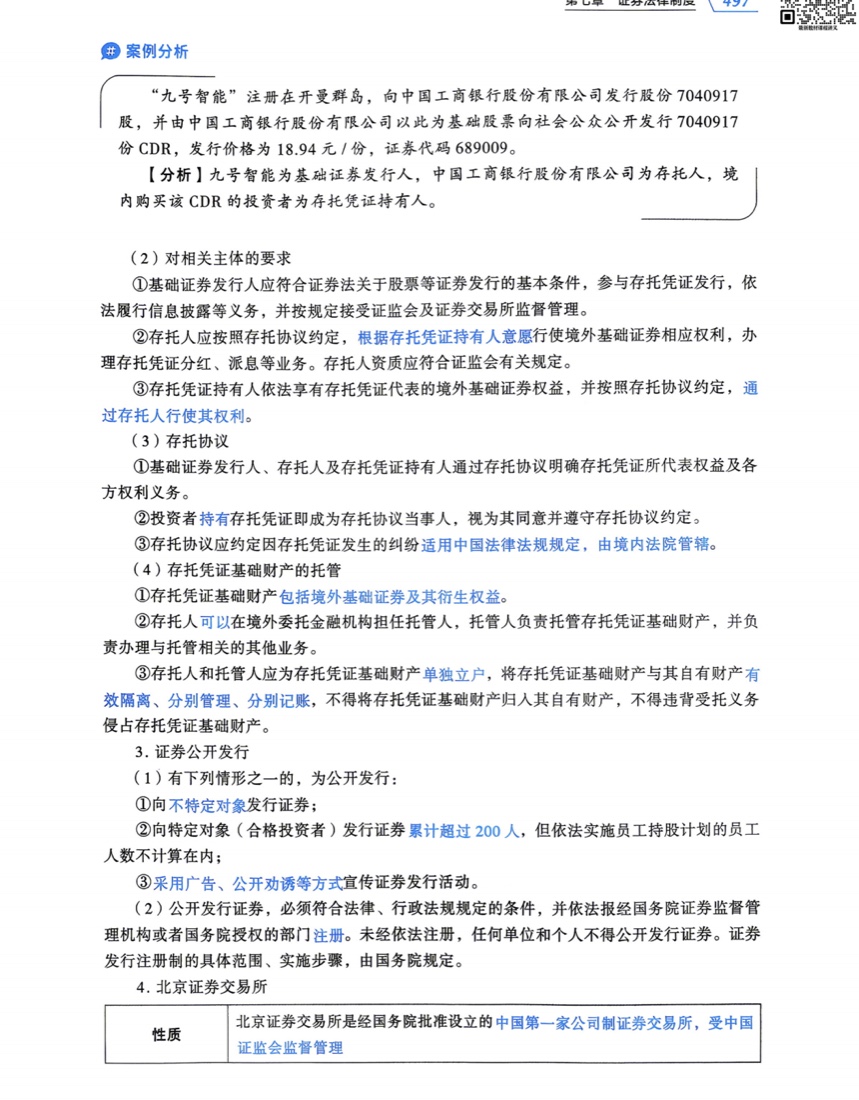 第七章 证券法律制度 497
案例分析
“九号智能”注册在开曼群岛，向中国工商银行股份有限公司发行股份 7040917
股，并由中国工商银行股份有限公司以此为基础股票向社会公众公开发行 7040917
份 CDR，发行价格为 18.94 元 / 份，证券代码 689009。
【分析】九号智能为基础证券发行人，中国工商银行股份有限公司为存托人，境
内购买该 CDR 的投资者为存托凭证持有人。
（2）对相关主体的要求
①基础证券发行人应符合证券法关于股票等证券发行的基本条件，参与存托凭证发行，依
法履行信息披露等义务，并按规定接受证监会及证券交易所监督管理。
②存托人应按照存托协议约定，根据存托凭证持有人意愿行使境外基础证券相应权利，办
理存托凭证分红、派息等业务。存托人资质应符合证监会有关规定。
③存托凭证持有人依法享有存托凭证代表的境外基础证券权益，并按照存托协议约定，通
过存托人行使其权利。
（3）存托协议
①基础证券发行人、存托人及存托凭证持有人通过存托协议明确存托凭证所代表权益及各
方权利义务。
②投资者持有存托凭证即成为存托协议当事人，视为其同意并遵守存托协议约定。
③存托协议应约定因存托凭证发生的纠纷适用中国法律法规规定，由境内法院管辖。
（4）存托凭证基础财产的托管
①存托凭证基础财产包括境外基础证券及其衍生权益。
②存托人可以在境外委托金融机构担任托管人，托管人负责托管存托凭证基础财产，并负
责办理与托管相关的其他业务。
③存托人和托管人应为存托凭证基础财产单独立户，将存托凭证基础财产与其自有财产有
效隔离、分别管理、分别记账，不得将存托凭证基础财产归入其自有财产，不得违背受托义务
侵占存托凭证基础财产。
3. 证券公开发行
（1）有下列情形之一的，为公开发行：
①向不特定对象发行证券；
②向特定对象（合格投资者）发行证券累计超过 200 人，但依法实施员工持股计划的员工
人数不计算在内；
③采用广告、公开劝诱等方式宣传证券发行活动。
（2）公开发行证券，必须符合法律、行政法规规定的条件，并依法报经国务院证券监督管
理机构或者国务院授权的部门注册。未经依法注册，任何单位和个人不得公开发行证券。证券
发行注册制的具体范围、实施步骤，由国务院规定。
4. 北京证券交易所
性质
北京证券交易所是经国务院批准设立的中国第一家公司制证券交易所，受中国
证监会监督管理